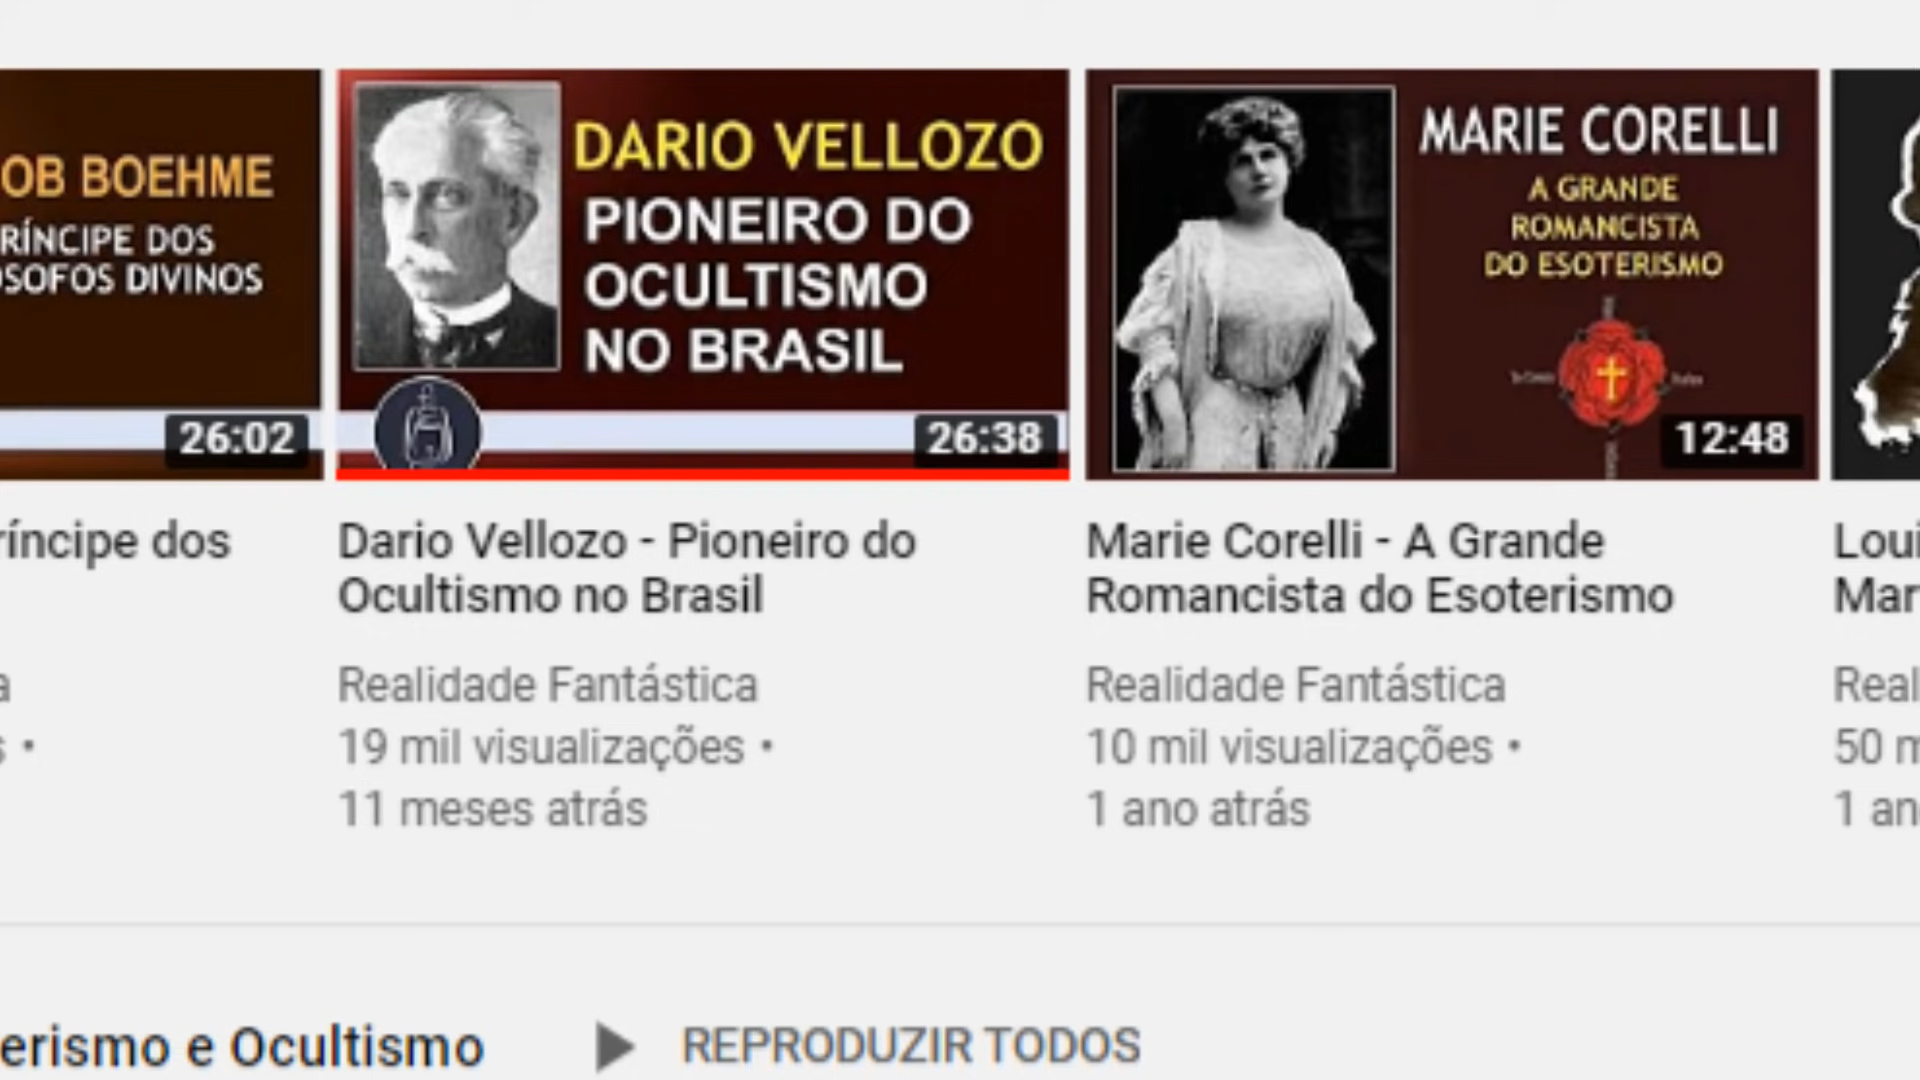 OB BOEHME
RÍNCIPE DOS
OSOFOS DIVINOS
26:02
DARIO VELLOZO
PIONEIRO DO
OCULTISMO
NO BRASIL
26:38
MARIE CORELLI
A GRANDE
ROMANCISTA
DO ESOTERISMO
12:48
ríncipe dos
a
s •
Dario Vellozo - Pioneiro do
Ocultismo no Brasil
Realidade Fantástica
19 mil visualizações •
11 meses atrás
Marie Corelli - A Grande
Romancista do Esoterismo
Realidade Fantástica
10 mil visualizações •
1 ano atrás
Loui
Mar
Real
50 m
1 an
erismo e Ocultismo
REPRODUZIR TODOS